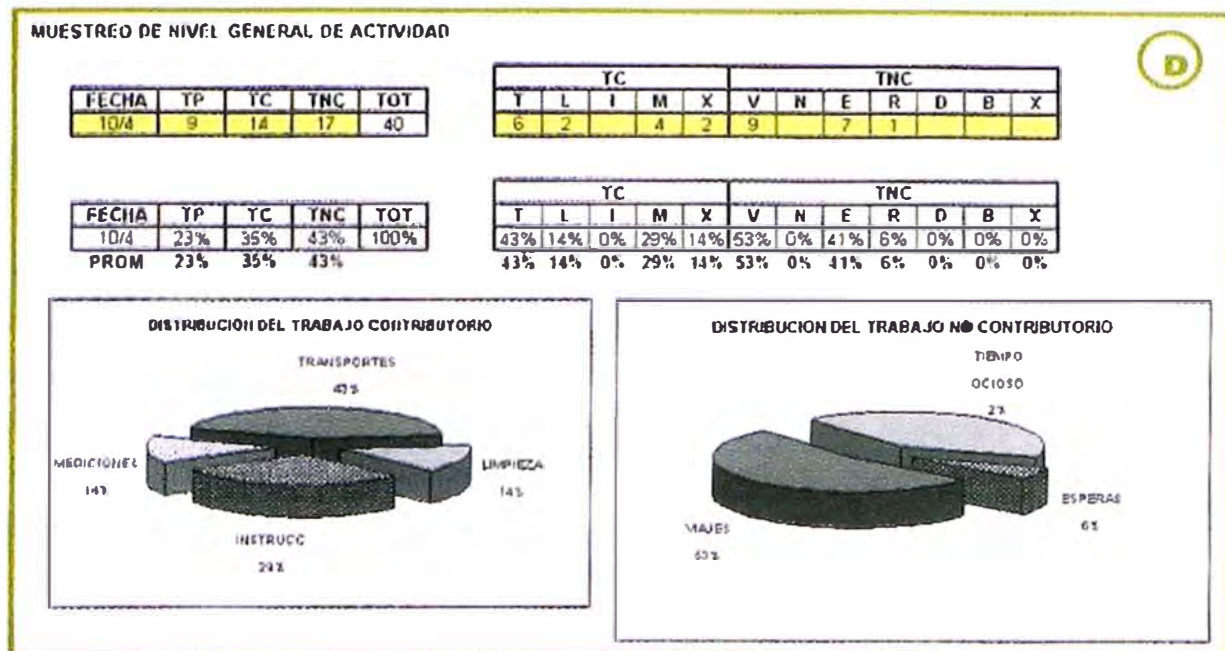 MUESTREO DE NIVEL GENERAL DE ACTIVIDAD
D
FECHA TP TC TNC TOT
10/4 9 14 17 40
TC TNC
T L I M X V N E R D B X
6 2 4 2 9 7 1
FECHA TP TC TNC TOT
10/4 23% 35% 43% 100%
PROM 23% 35% 43%
TC TNC
T L I M X V N E R D B X
43% 14% 0% 29% 14% 53% 0% 41% 6% 0% 0% 0%
43% 14% 0% 29% 14% 53% 0% 41% 6% 0% 0% 0%
DISTRIBUCION DEL TRABAJO CONTRIBUTORIO
TRANSPORTES
43%
LIMPIEZA
14%
INSTRUCC
29%
MEDICIONES
14%
DISTRIBUCION DEL TRABAJO NO CONTRIBUTORIO
TIEMPO
OCIOSO
2%
ESPERAS
6%
VIAJES
53%